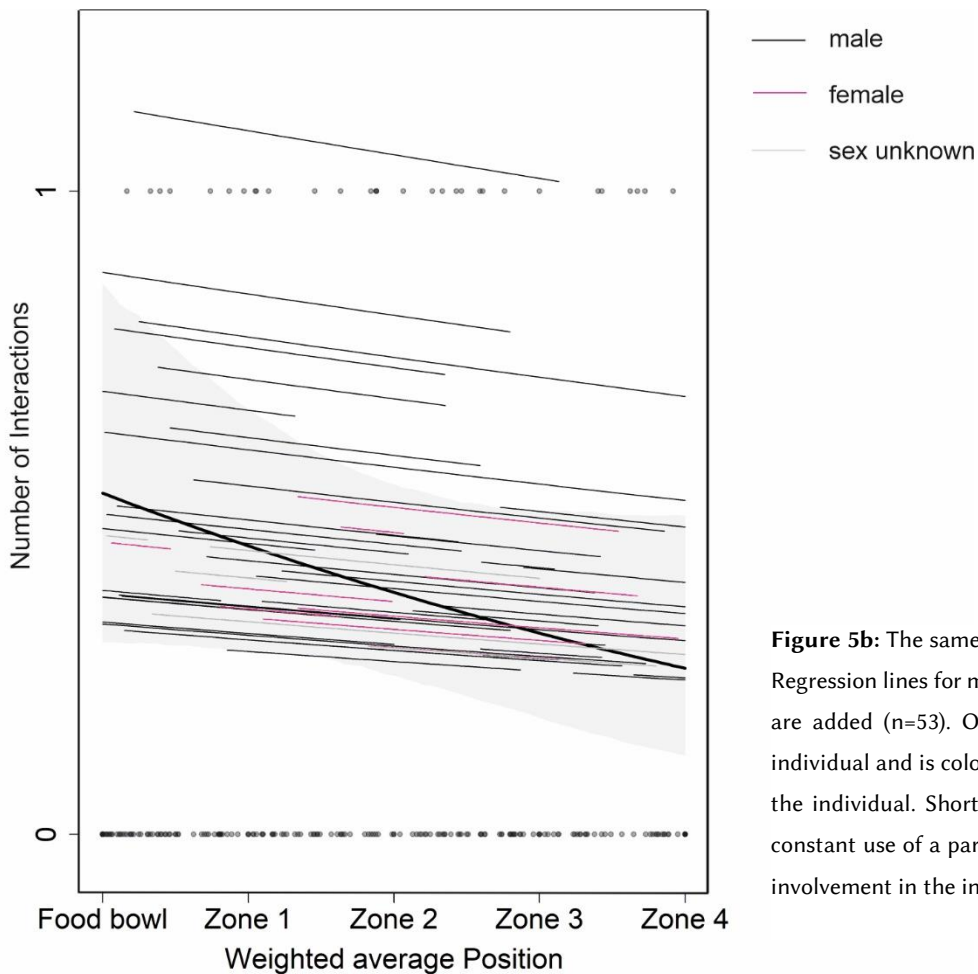 male
female
sex unknown
1
0
Number of Interactions
Food bowl Zone 1 Zone 2 Zone 3 Zone 4
Weighted average Position
Figure 5b: The same
Regression lines for m
are added (n=53). O
individual and is colo
the individual. Short
constant use of a par
involvement in the in